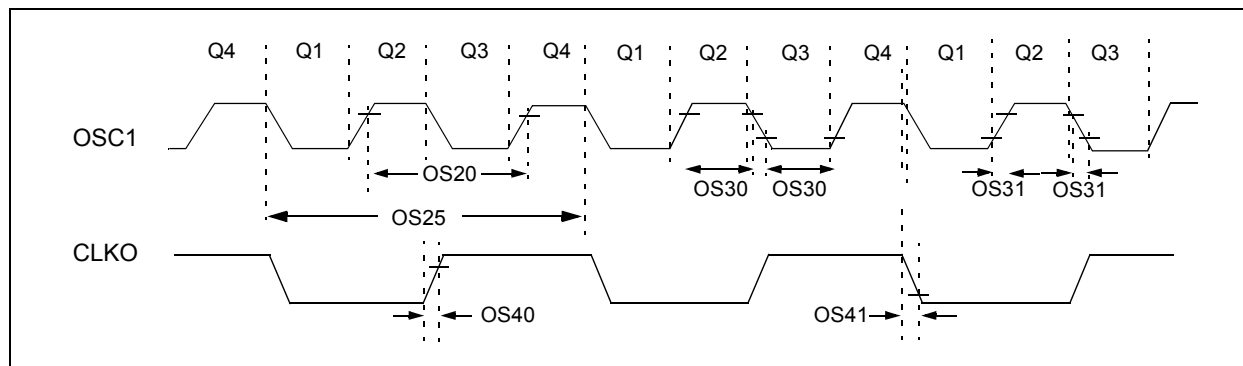 Q4 Q1 Q2 Q3 Q4 Q1 Q2 Q3 Q4 Q1 Q2 Q3
OSC1
OS20 OS30 OS30 OS31 OS31
OS25
CLKO
OS40 OS41